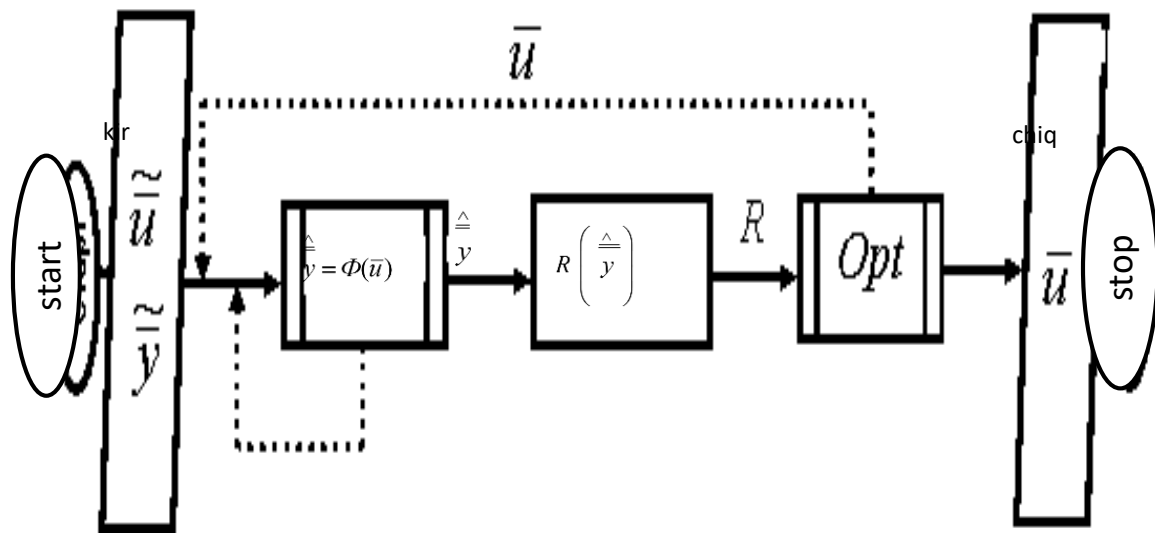 start
kir
ũ̿
ỹ̿
u̅
ŷ̿ = Φ(u̅)
ŷ̿
R(ŷ̿)
R
Opt
chiq
u̅
stop